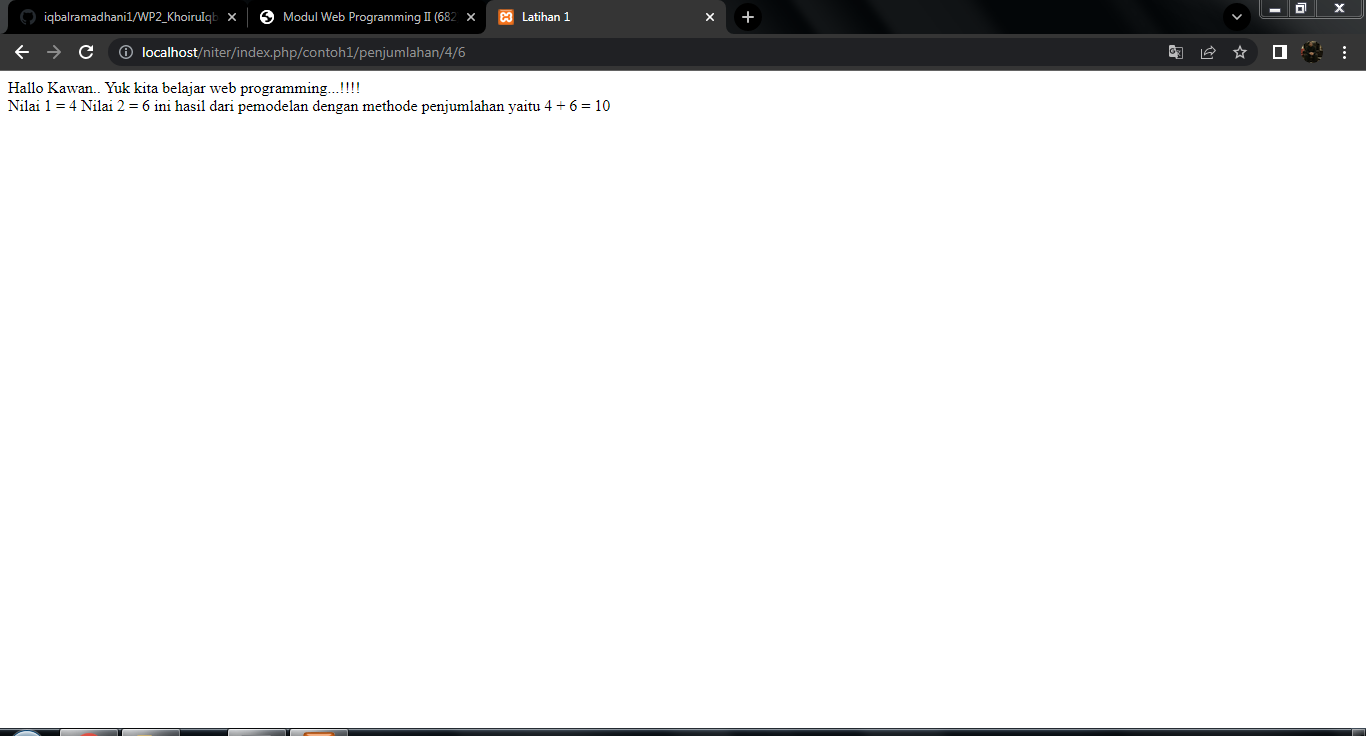 iqbalramadhani1/WP2_KhoiruIqb
Modul Web Programming II (682
Latihan 1
localhost/niter/index.php/contoh1/penjumlahan/4/6
Hallo Kawan.. Yuk kita belajar web programming...!!!!
Nilai 1 = 4 Nilai 2 = 6 ini hasil dari pemodelan dengan methode penjumlahan yaitu 4 + 6 = 10